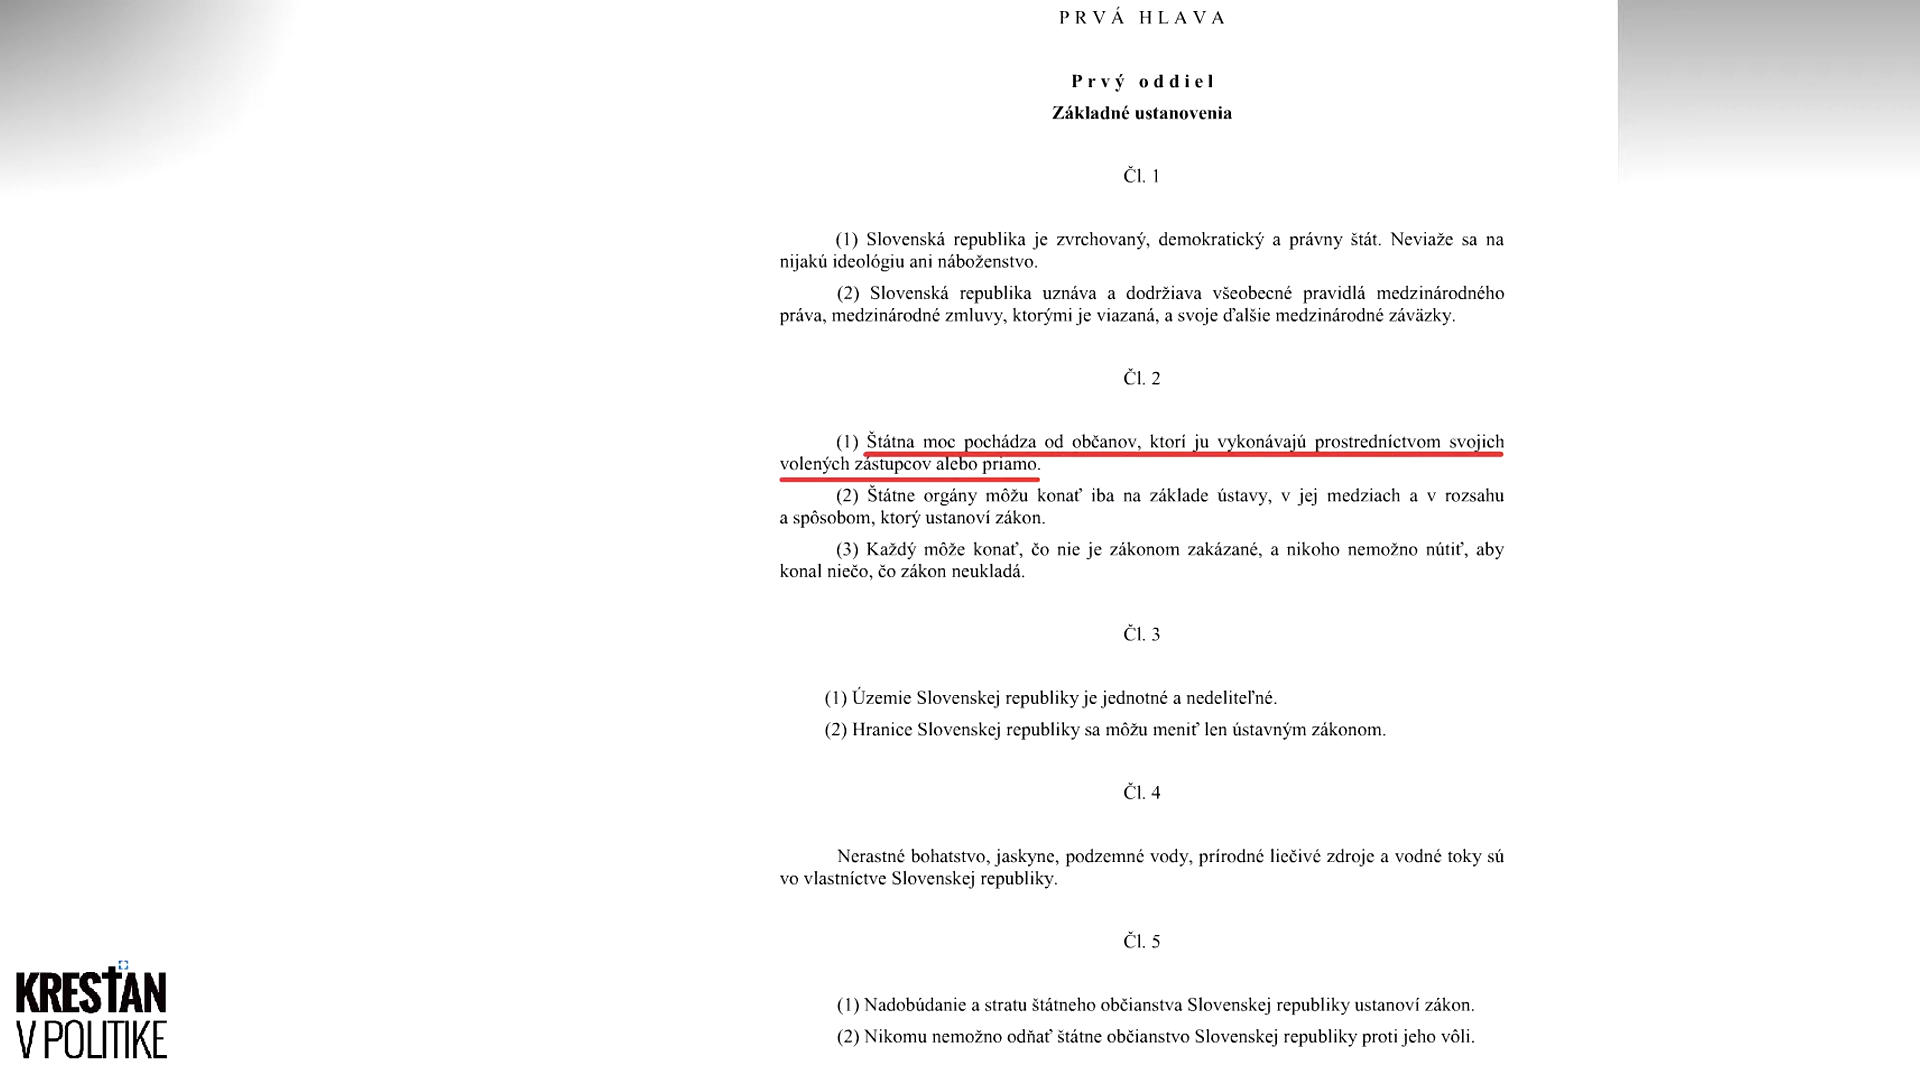 PRVÁ HLAVA
Prvý oddiel
Základné ustanovenia
Čl. 1
(1) Slovenská republika je zvrchovaný, demokratický a právny štát. Neviaže sa na
nijakú ideológiu ani náboženstvo.
(2) Slovenská republika uznáva a dodržiava všeobecné pravidlá medzinárodného
práva, medzinárodné zmluvy, ktorými je viazaná, a svoje ďalšie medzinárodné záväzky.
Čl. 2
(1) Štátna moc pochádza od občanov, ktorí ju vykonávajú prostredníctvom svojich
volených zástupcov alebo priamo.
(2) Štátne orgány môžu konať iba na základe ústavy, v jej medziach a v rozsahu
a spôsobom, ktorý ustanoví zákon.
(3) Každý môže konať, čo nie je zákonom zakázané, a nikoho nemožno nútiť, aby
konal niečo, čo zákon neukladá.
Čl. 3
(1) Územie Slovenskej republiky je jednotné a nedeliteľné.
(2) Hranice Slovenskej republiky sa môžu meniť len ústavným zákonom.
Čl. 4
Nerastné bohatstvo, jaskyne, podzemné vody, prírodné liečivé zdroje a vodné toky sú
vo vlastníctve Slovenskej republiky.
Čl. 5
(1) Nadobúdanie a stratu štátneho občianstva Slovenskej republiky ustanoví zákon.
(2) Nikomu nemožno odňať štátne občianstvo Slovenskej republiky proti jeho vôli.
KRESŤAN
V POLITIKE